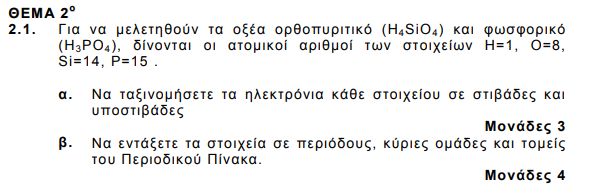 ΘΕΜΑ 2º
2.1. Για να μελετηθούν τα οξέα ορθοπυριτικό (H₄SiO₄) και φωσφορικό
(H₃PO₄), δίνονται οι ατομικοί αριθμοί των στοιχείων H=1, O=8,
Si=14, P=15 .
α. Να ταξινομήσετε τα ηλεκτρόνια κάθε στοιχείου σε στιβάδες και
υποστιβάδες
Μονάδες 3
β. Να εντάξετε τα στοιχεία σε περιόδους, κύριες ομάδες και τομείς
του Περιοδικού Πίνακα.
Μονάδες 4